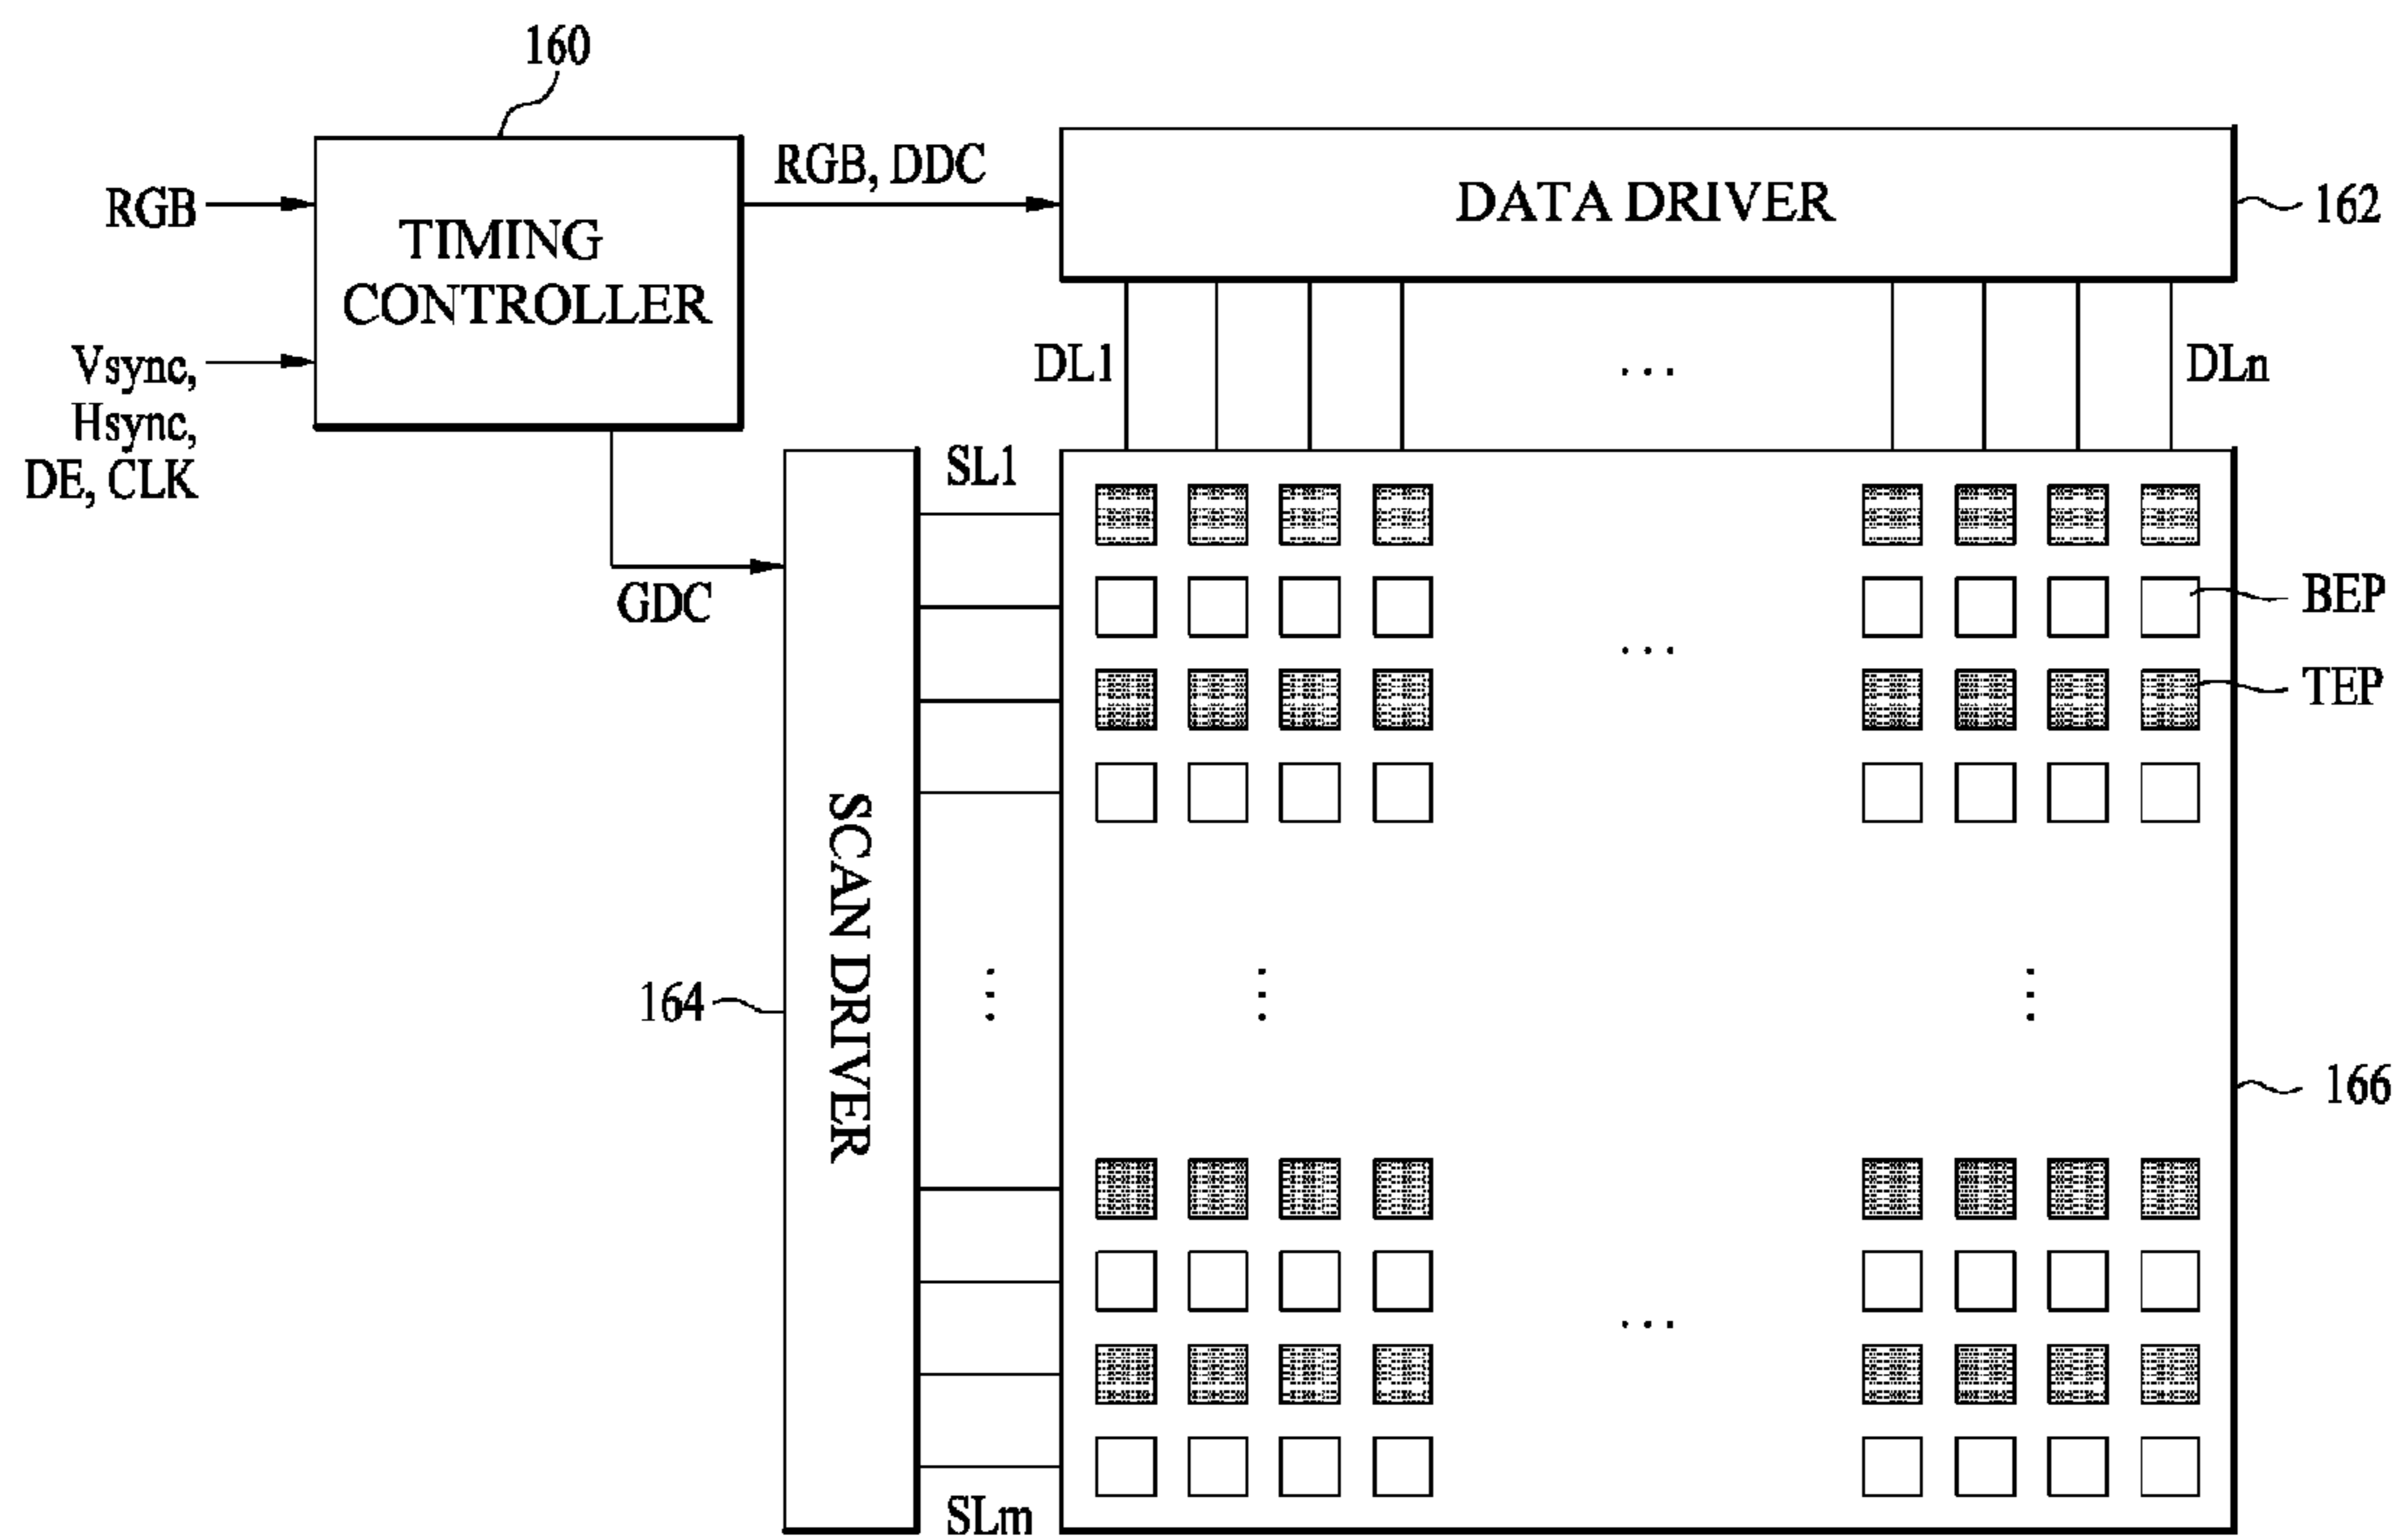 160
RGB
TIMING
CONTROLLER
RGB, DDC
DATA DRIVER
162
Vsync,
Hsync,
DE, CLK
DL1
...
DLn
GDC
SL1
BEP
...
TEP
SCAN DRIVER
164
166
...
SLm